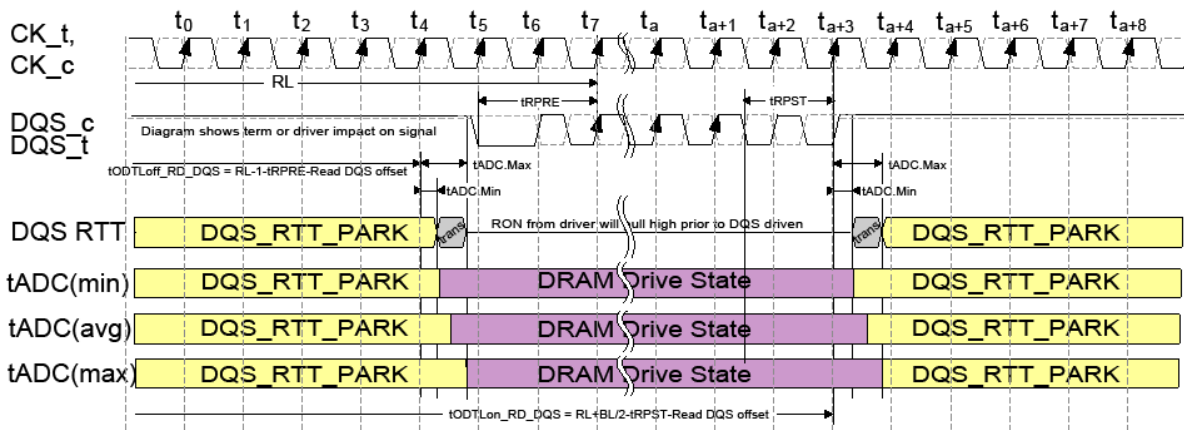 t0 t1 t2 t3 t4 t5 t6 t7 ta ta+1 ta+2 ta+3 ta+4 ta+5 ta+6 ta+7 ta+8
CK_t,
CK_c
RL
tRPRE
tRPST
DQS_c
DQS_t
Diagram shows term or driver impact on signal
tADC.Max
tADC.Max
tODTLoff_RD_DQS = RL-1-tRPRE-Read DQS offset
tADC.Min
tADC.Min
DQS RTT
DQS_RTT_PARK
trans
RON from driver will pull high prior to DQS driven
trans
DQS_RTT_PARK
tADC(min)
DQS_RTT_PARK
DRAM Drive State
DQS_RTT_PARK
tADC(avg)
DQS_RTT_PARK
DRAM Drive State
DQS_RTT_PARK
tADC(max)
DQS_RTT_PARK
DRAM Drive State
DQS_RTT_PARK
tODTLon_RD_DQS = RL+BL/2-tRPST-Read DQS offset